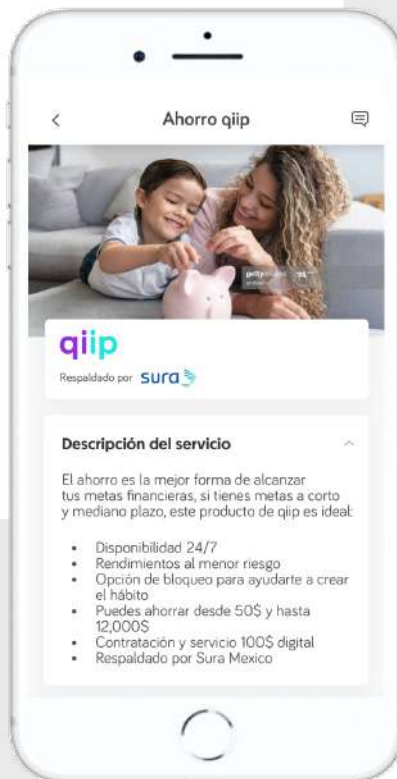 Ahorro qiip
gettyimages
qiip
Respaldado por sura
Descripción del servicio
El ahorro es la mejor forma de alcanzar
tus metas financieras, si tienes metas a corto
y mediano plazo, este producto de qiip es ideal:
• Disponibilidad 24/7
• Rendimientos al menor riesgo
• Opción de bloqueo para ayudarte a crear
el hábito
• Puedes ahorrar desde 50$ y hasta
12,000$
• Contratación y servicio 100$ digital
• Respaldado por Sura Mexico